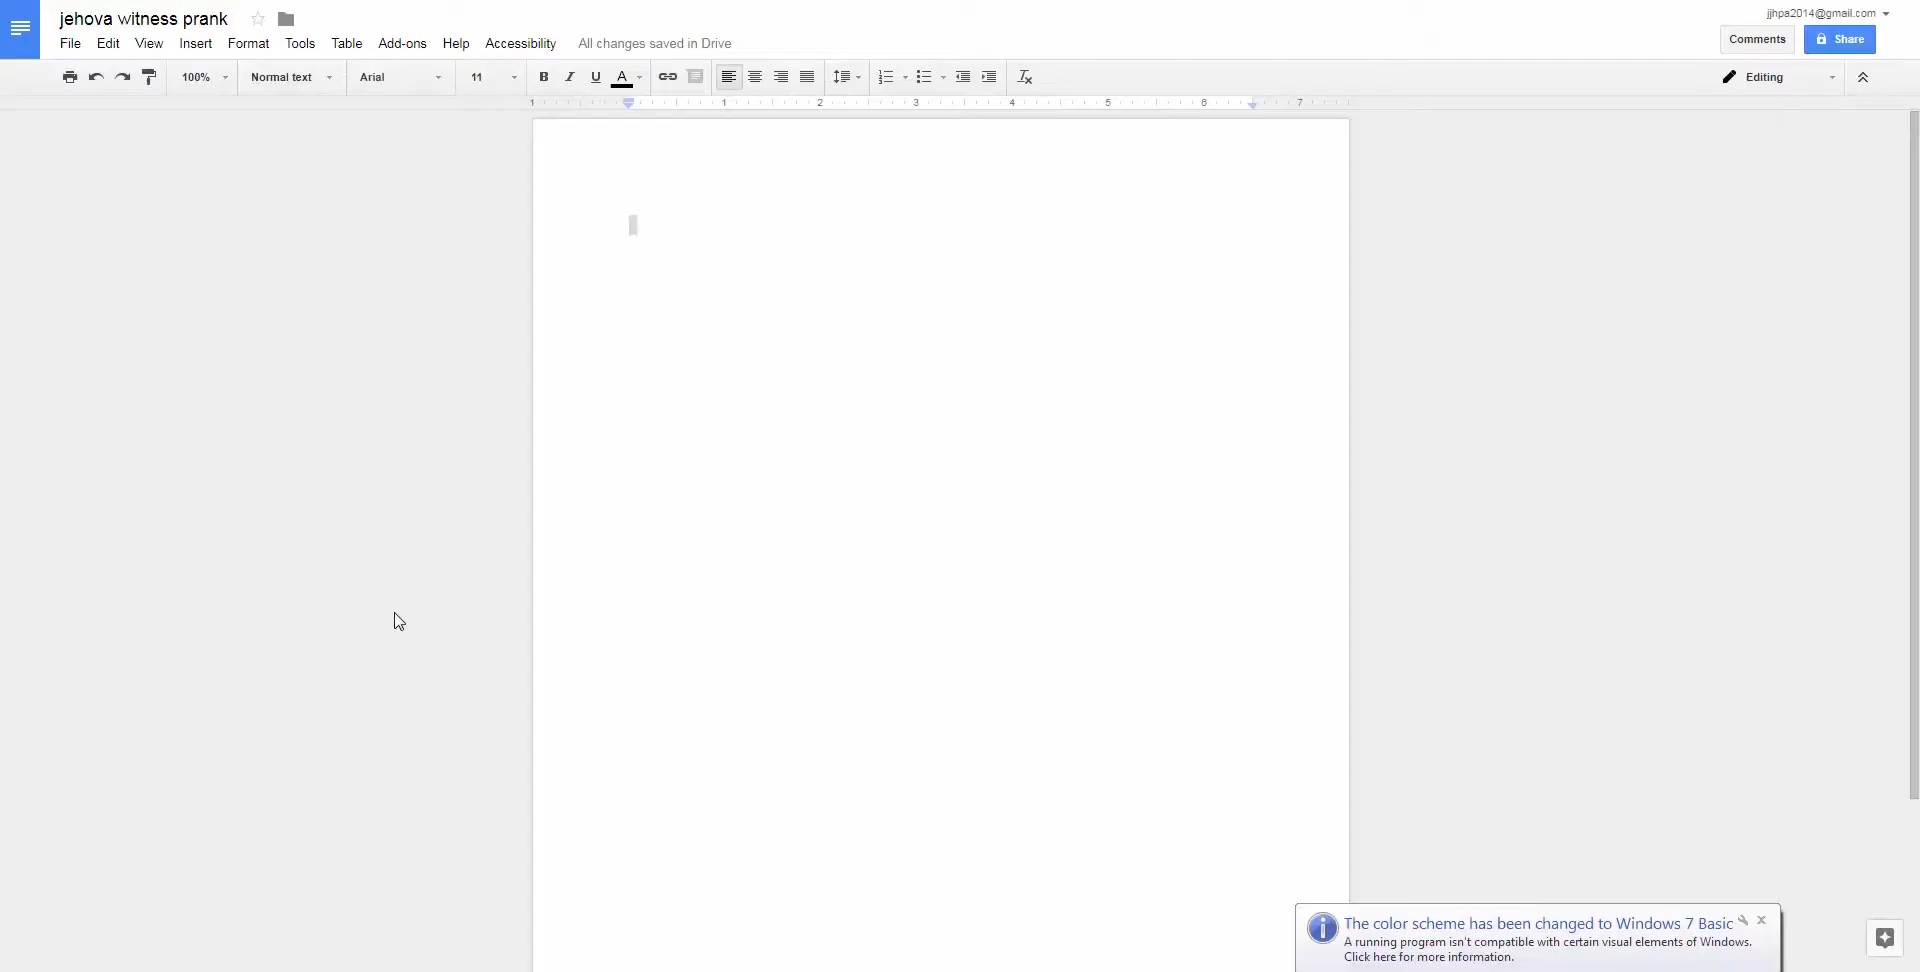 jehova witness prank
jjhpa2014@gmail.com
File Edit View Insert Format Tools Table Add-ons Help Accessibility All changes saved in Drive
Comments Share
100% Normal text Arial 11 B I U A Editing
1 1 2 3 4 5 6 7
The color scheme has been changed to Windows 7 Basic
A running program isn't compatible with certain visual elements of Windows.
Click here for more information.